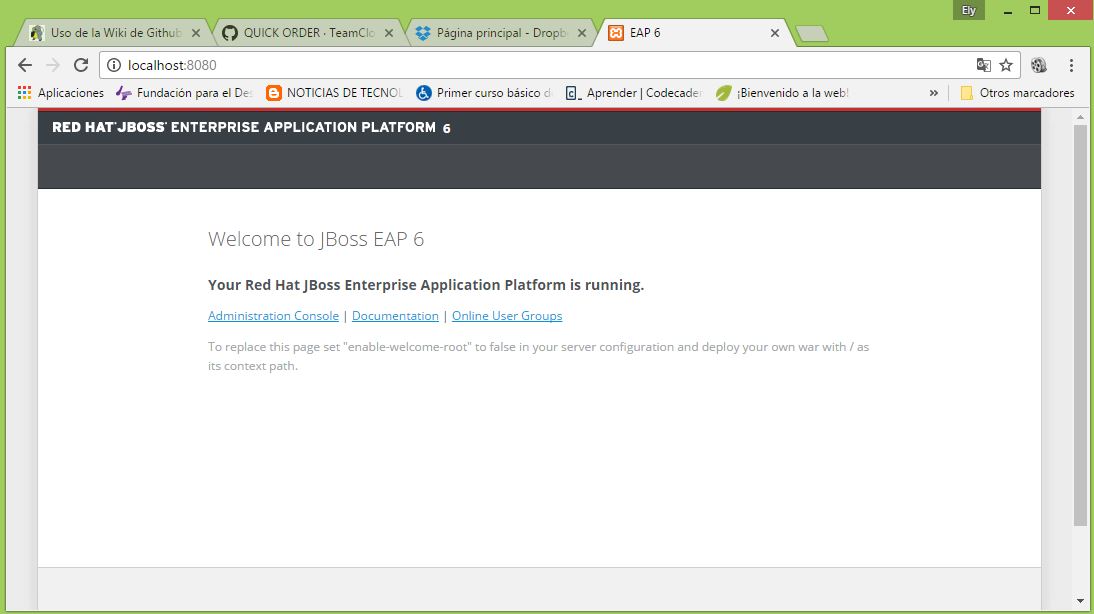 Ely
Uso de la Wiki de Github
QUICK ORDER · TeamClo
Página principal - Dropb
EAP 6
localhost:8080
Aplicaciones
Fundación para el Des
NOTICIAS DE TECNOL
Primer curso básico d
Aprender | Codecader
¡Bienvenido a la web!
»
Otros marcadores
RED HAT JBOSS ENTERPRISE APPLICATION PLATFORM 6
Welcome to JBoss EAP 6
Your Red Hat JBoss Enterprise Application Platform is running.
Administration Console | Documentation | Online User Groups
To replace this page set "enable-welcome-root" to false in your server configuration and deploy your own war with / as
its context path.